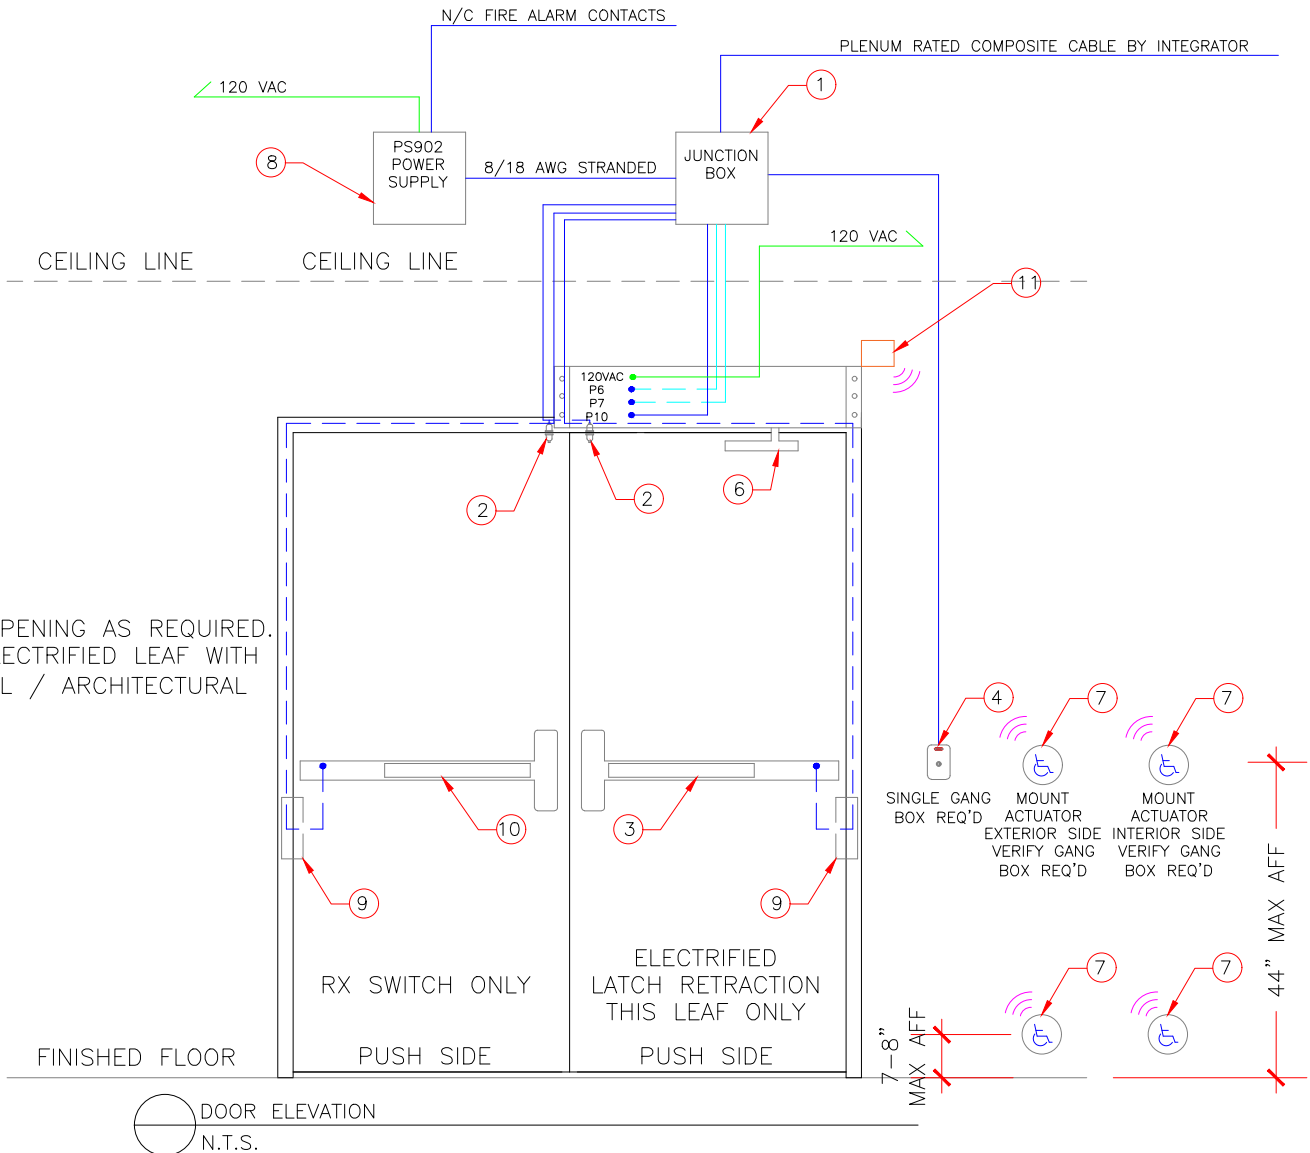 N/C FIRE ALARM CONTACTS
PLENUM RATED COMPOSITE CABLE BY INTEGRATOR
120 VAC
1
PS902
POWER
SUPPLY
8
8/18 AWG STRANDED
JUNCTION
BOX
120 VAC
CEILING LINE
CEILING LINE
11
120VAC
P6
P7
P10
2
2
6
PENING AS REQUIRED.
ECTRIFIED LEAF WITH
L / ARCHITECTURAL
4
7
7
SINGLE GANG
BOX REQ'D
MOUNT
ACTUATOR
EXTERIOR SIDE
VERIFY GANG
BOX REQ'D
MOUNT
ACTUATOR
INTERIOR SIDE
VERIFY GANG
BOX REQ'D
10
3
9
9
44" MAX AFF
RX SWITCH ONLY
ELECTRIFIED
LATCH RETRACTION
THIS LEAF ONLY
7
7
7-8"
MAX AFF
FINISHED FLOOR
PUSH SIDE
PUSH SIDE
DOOR ELEVATION
N.T.S.